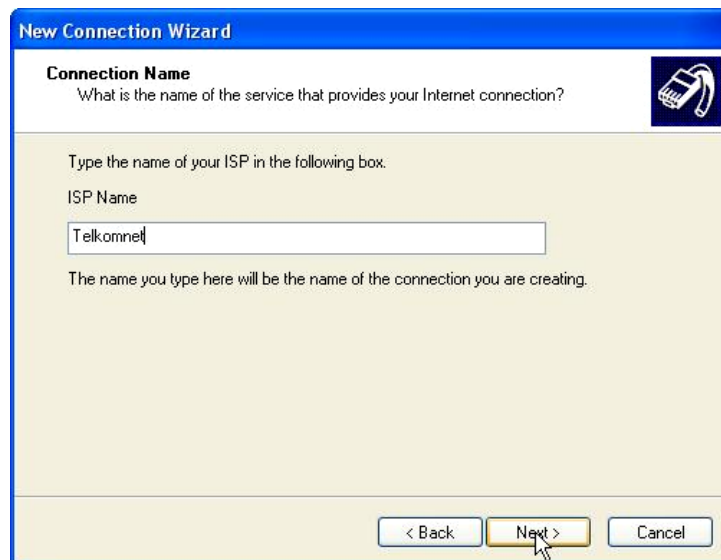 New Connection Wizard
Connection Name
What is the name of the service that provides your Internet connection?
Type the name of your ISP in the following box.
ISP Name
Telkomnet
The name you type here will be the name of the connection you are creating.
< Back Next > Cancel